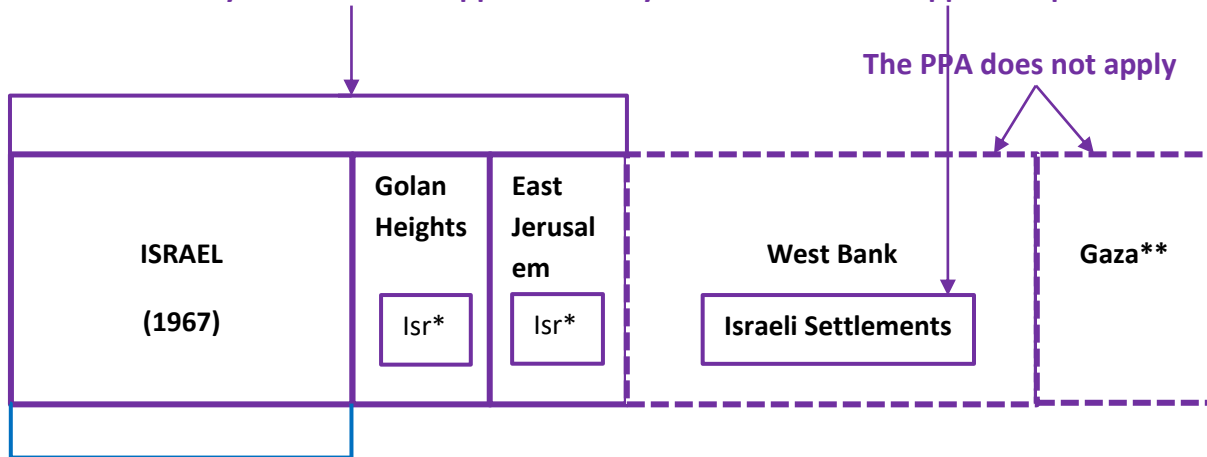 The PPA does not apply
Golan
Heights
East
Jerusal
em
ISRAEL
West Bank
Gaza**
(1967)
Isr*
Isr*
Israeli Settlements